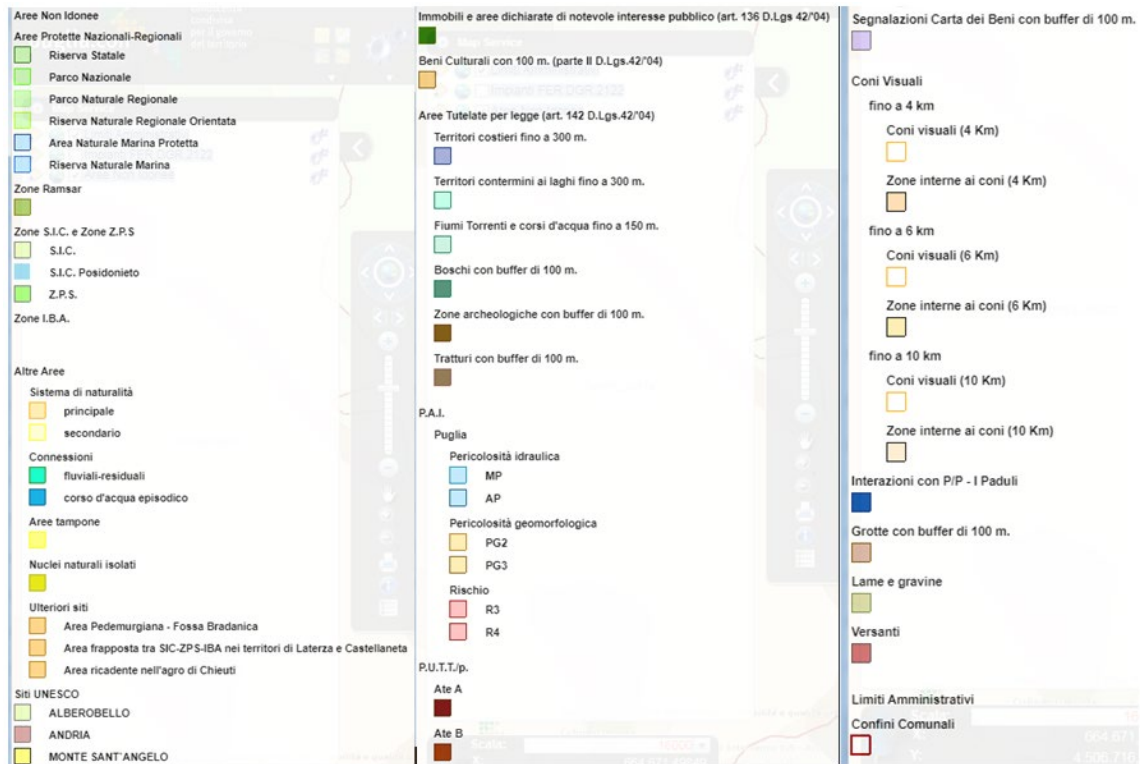 Aree Non Idonee
Aree Protette Nazionali-Regionali
Riserva Statale
Parco Nazionale
Parco Naturale Regionale
Riserva Naturale Regionale Orientata
Area Naturale Marina Protetta
Riserva Naturale Marina
Zone Ramsar
Zone S.I.C. e Zone Z.P.S
S.I.C.
S.I.C. Posidonieto
Z.P.S.
Zone I.B.A.
Altre Aree
Sistema di naturalità
principale
secondario
Connessioni
fluviali-residuali
corso d'acqua episodico
Aree tampone
Nuclei naturali isolati
Ulteriori siti
Area Pedemurgiana - Fossa Bradanica
Area frapposta tra SIC-ZPS-IBA nei territori di Laterza e Castellaneta
Area ricadente nell'agro di Chieuti
Siti UNESCO
ALBEROBELLO
ANDRIA
MONTE SANT'ANGELO
Immobili e aree dichiarate di notevole interesse pubblico (art. 136 D.Lgs 42/'04)
Map Service
Beni Culturali con 100 m. (parte II D.Lgs.42/'04)
Impianti FER DGR 2122
Aree Tutelate per legge (art. 142 D.Lgs.42/'04)
Territori costieri fino a 300 m.
Territori contermini ai laghi fino a 300 m.
Fiumi Torrenti e corsi d'acqua fino a 150 m.
Boschi con buffer di 100 m.
Zone archeologiche con buffer di 100 m.
Tratturi con buffer di 100 m.
P.A.I.
Puglia
Pericolosità idraulica
MP
AP
Pericolosità geomorfologica
PG2
PG3
Rischio
R3
R4
P.U.T.T./p.
Ate A
Ate B
Scala:
Segnalazioni Carta dei Beni con buffer di 100 m.
Coni Visuali
fino a 4 km
Coni visuali (4 Km)
Zone interne ai coni (4 Km)
fino a 6 km
Coni visuali (6 Km)
Zone interne ai coni (6 Km)
fino a 10 km
Coni visuali (10 Km)
Zone interne ai coni (10 Km)
Interazioni con P/P - I Paduli
Grotte con buffer di 100 m.
Lame e gravine
Versanti
Limiti Amministrativi
Confini Comunali